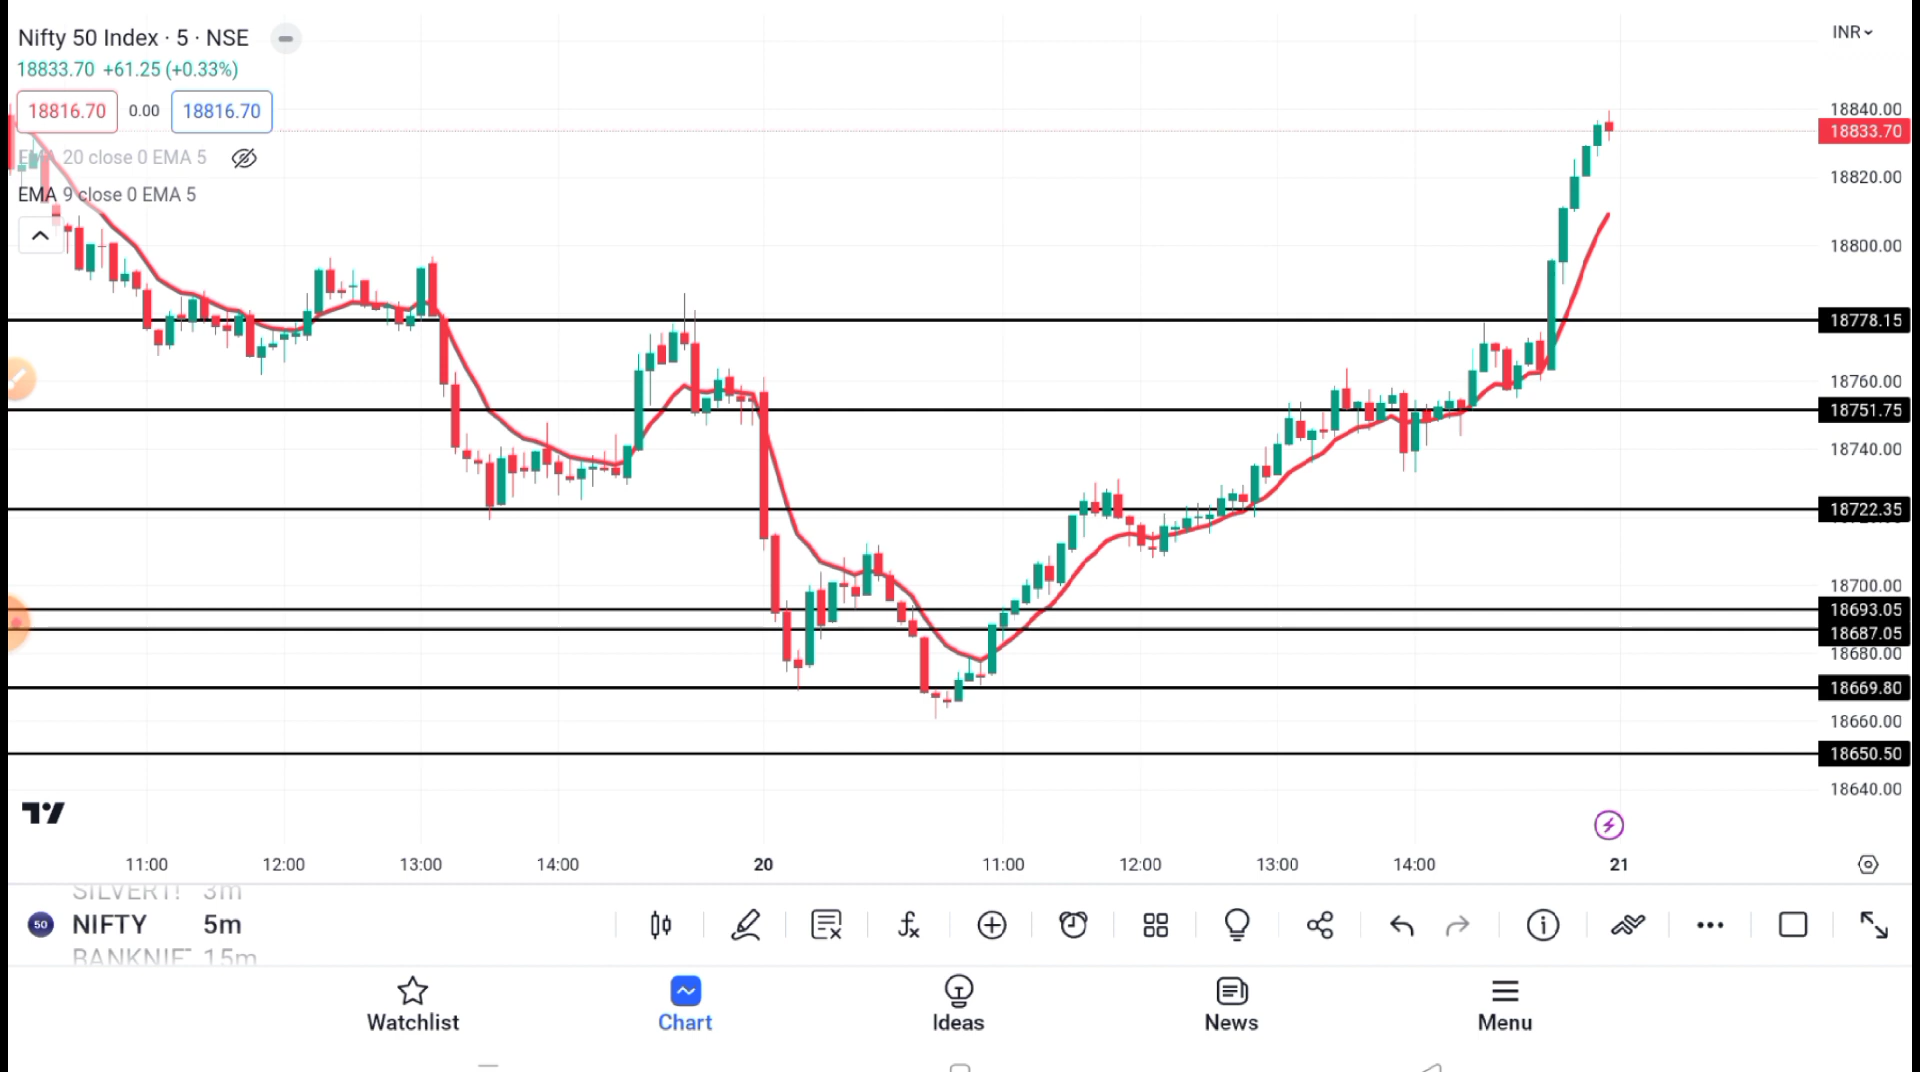 Nifty 50 Index · 5 · NSE
INR
18833.70 +61.25 (+0.33%)
18816.70 0.00 18816.70
EMA 20 close 0 EMA 5
EMA 9 close 0 EMA 5
18840.00
18833.70
18820.00
18800.00
18778.15
18760.00
18751.75
18740.00
18722.35
18700.00
18693.05
18687.05
18680.00
18669.80
18660.00
18650.50
18640.00
11:00 12:00 13:00 14:00 20 11:00 12:00 13:00 14:00 21
SILVER1! 3m
50 NIFTY 5m
BANKNIF 15m
Watchlist Chart Ideas News Menu